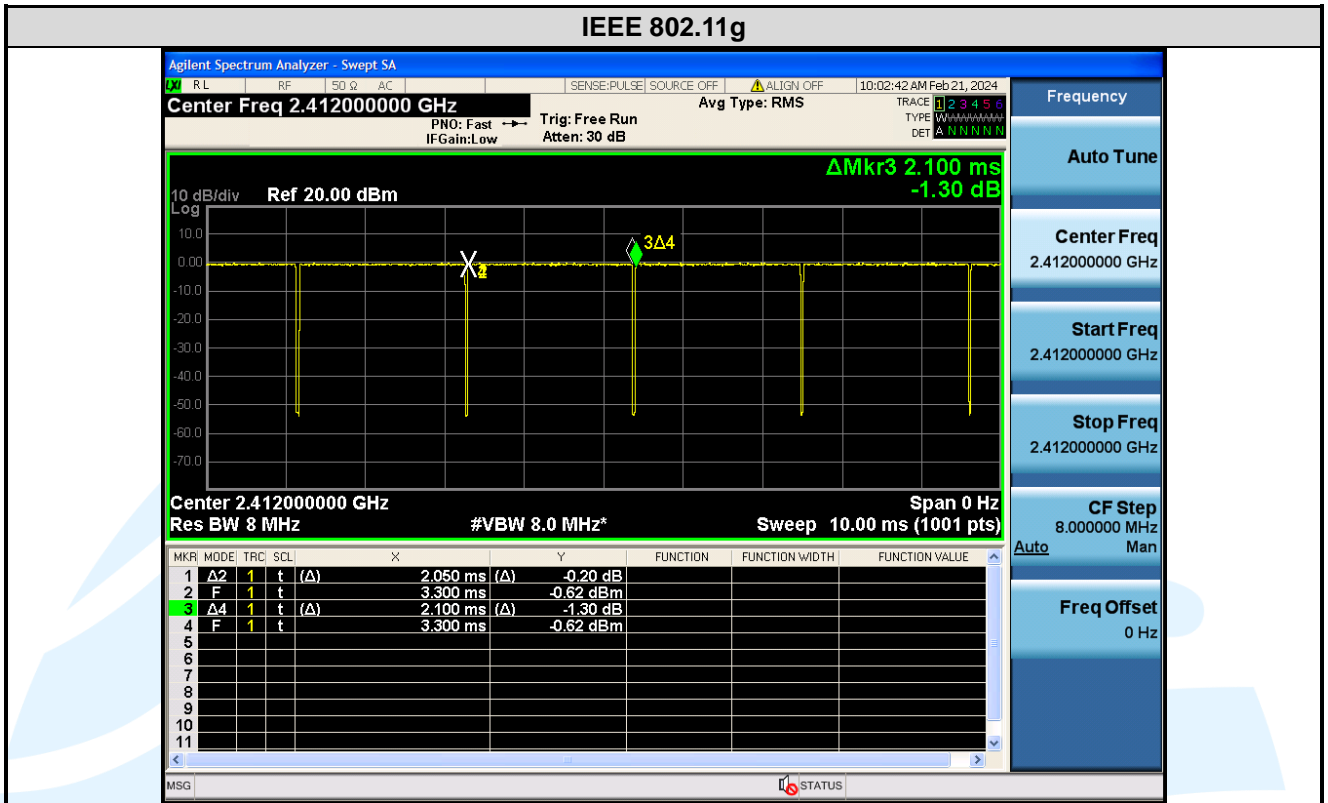 IEEE 802.11g
Agilent Spectrum Analyzer - Swept SA
LXI RL RF 50 Ω AC SENSE:PULSE SOURCE OFF ALIGN OFF 10:02:42 AM Feb 21, 2024
Center Freq 2.412000000 GHz
PNO: Fast
IFGain:Low
Trig: Free Run
Atten: 30 dB
Avg Type: RMS
TRACE 1 2 3 4 5 6
TYPE W
DET A N N N N N
ΔMkr3 2.100 ms
-1.30 dB
10 dB/div Ref 20.00 dBm
Log
10.0
0.00
-10.0
-20.0
-30.0
-40.0
-50.0
-60.0
-70.0
3Δ4
Center 2.412000000 GHz Span 0 Hz
Res BW 8 MHz #VBW 8.0 MHz* Sweep 10.00 ms (1001 pts)
MKR MODE TRC SCL X Y FUNCTION FUNCTION WIDTH FUNCTION VALUE
1 Δ2 1 t (Δ) 2.050 ms (Δ) -0.20 dB
2 F 1 t 3.300 ms -0.62 dBm
3 Δ4 1 t (Δ) 2.100 ms (Δ) -1.30 dB
4 F 1 t 3.300 ms -0.62 dBm
5
6
7
8
9
10
11
MSG STATUS
Frequency
Auto Tune
Center Freq
2.412000000 GHz
Start Freq
2.412000000 GHz
Stop Freq
2.412000000 GHz
CF Step
8.000000 MHz
Auto Man
Freq Offset
0 Hz